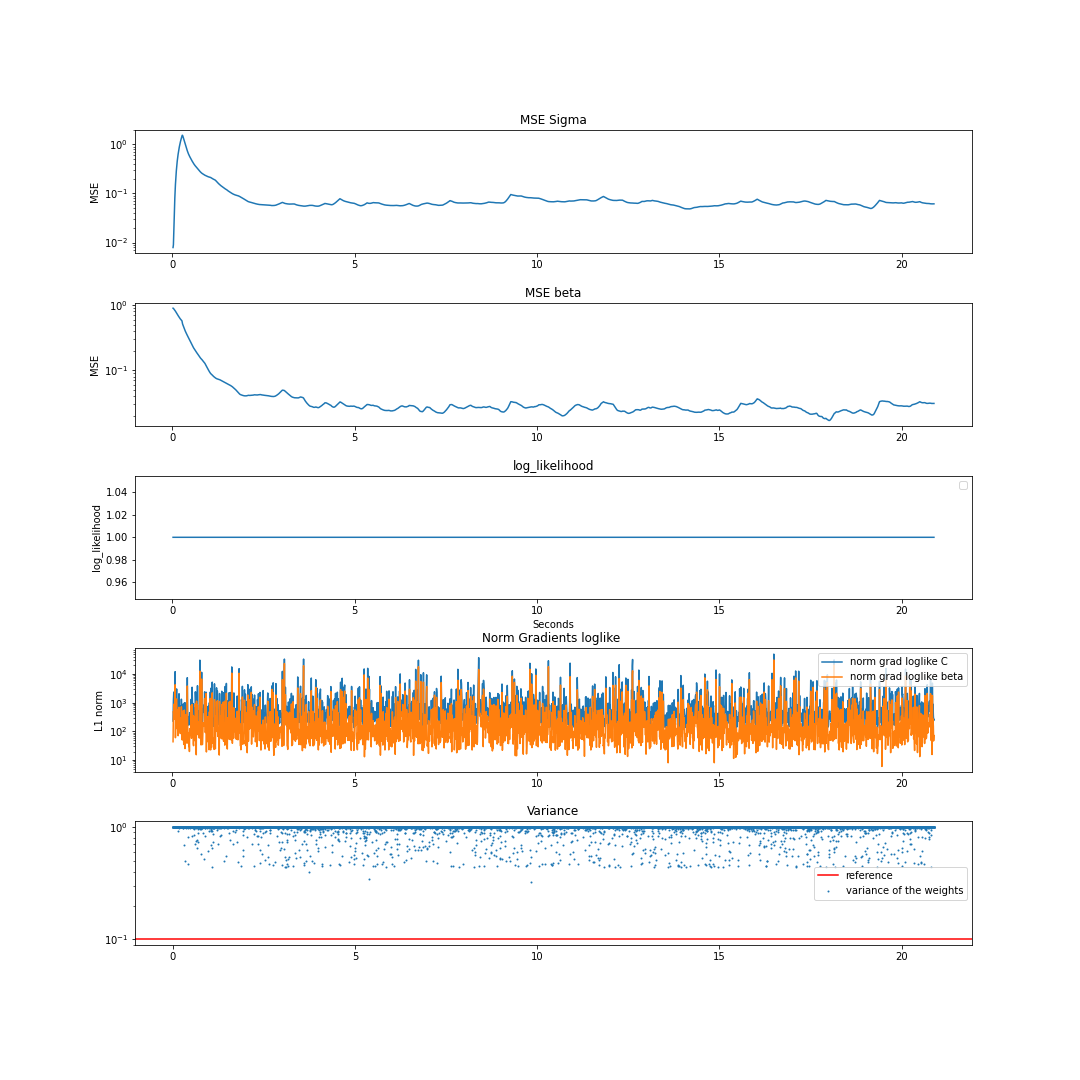 MSE Sigma
10⁰
10⁻¹
10⁻²
MSE
0 5 10 15 20
MSE beta
10⁰
10⁻¹
MSE
0 5 10 15 20
log_likelihood
1.04
1.02
1.00
0.98
0.96
log_likelihood
0 5 10 15 20
Seconds
Norm Gradients loglike
10⁴
10³
10²
10¹
L1 norm
norm grad loglike C
norm grad loglike beta
0 5 10 15 20
Variance
10⁰
10⁻¹
reference
variance of the weights
0 5 10 15 20